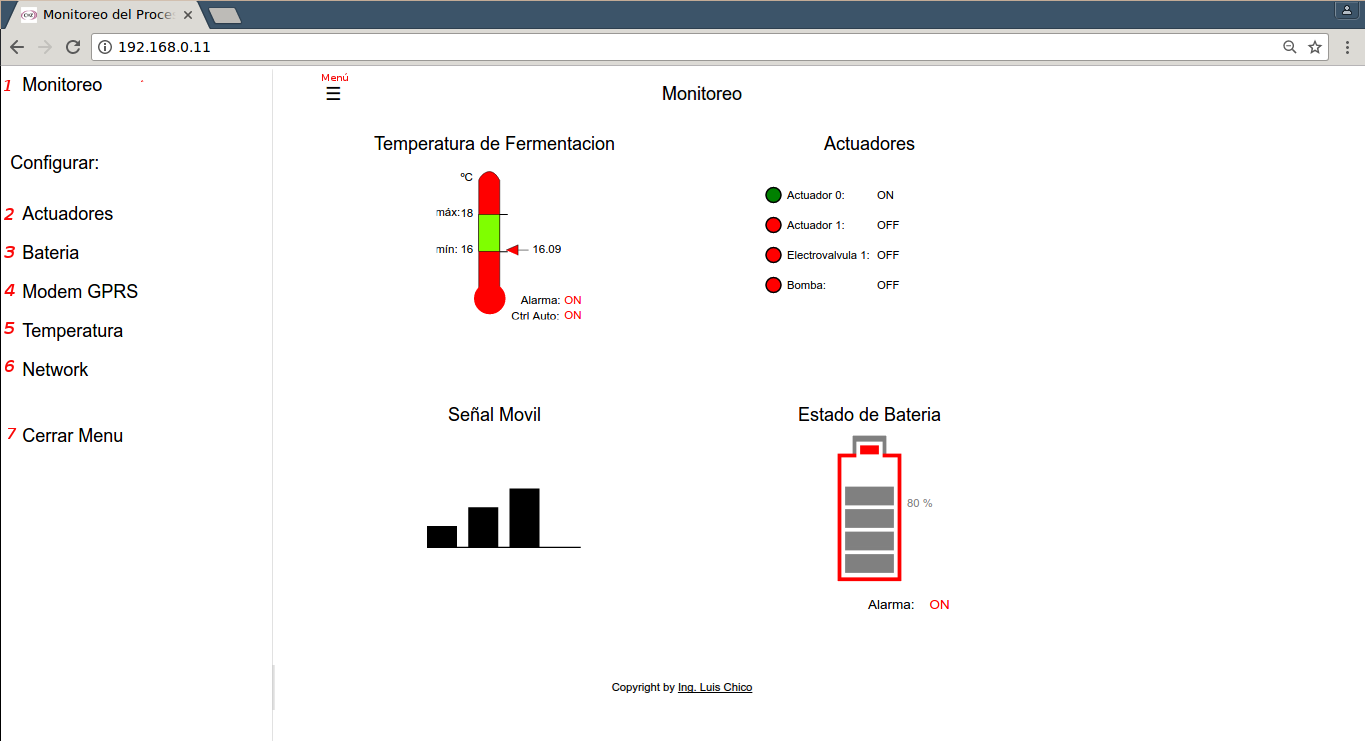 Monitoreo del Proces
192.168.0.11
1 Monitoreo
Configurar:
2 Actuadores
3 Bateria
4 Modem GPRS
5 Temperatura
6 Network
7 Cerrar Menu
Menú
☰
Monitoreo
Temperatura de Fermentacion
ºC
máx:18
mín: 16
16.09
Alarma: ON
Ctrl Auto: ON
Actuadores
Actuador 0: ON
Actuador 1: OFF
Electrovalvula 1: OFF
Bomba: OFF
Señal Movil
Estado de Bateria
80 %
Alarma: ON
Copyright by Ing. Luis Chico